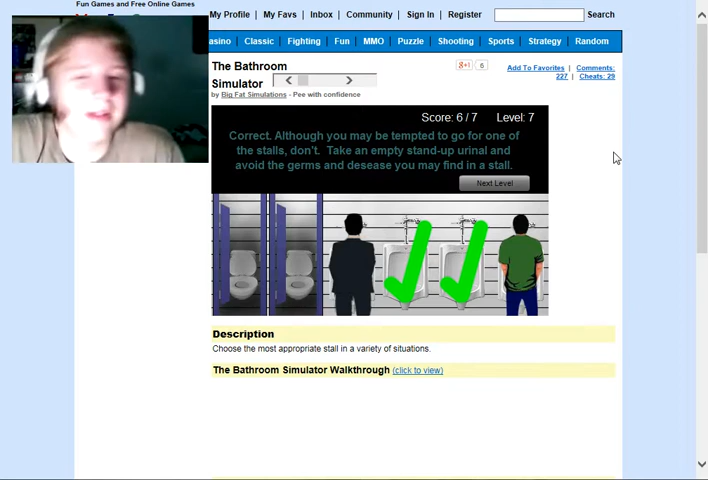 Fun Games and Free Online Games
My Profile | My Favs | Inbox | Community | Sign In | Register Search
asino Classic Fighting Fun MMO Puzzle Shooting Sports Strategy Random
The Bathroom
Simulator
by Big Fat Simulations - Pee with confidence
g+1 6
Add To Favorites | Comments:
227 | Cheats: 29
Score: 6 / 7 Level: 7
Correct. Although you may be tempted to go for one of
the stalls, don't. Take an empty stand-up urinal and
avoid the germs and desease you may find in a stall.
Next Level
Description
Choose the most appropriate stall in a variety of situations.
The Bathroom Simulator Walkthrough (click to view)